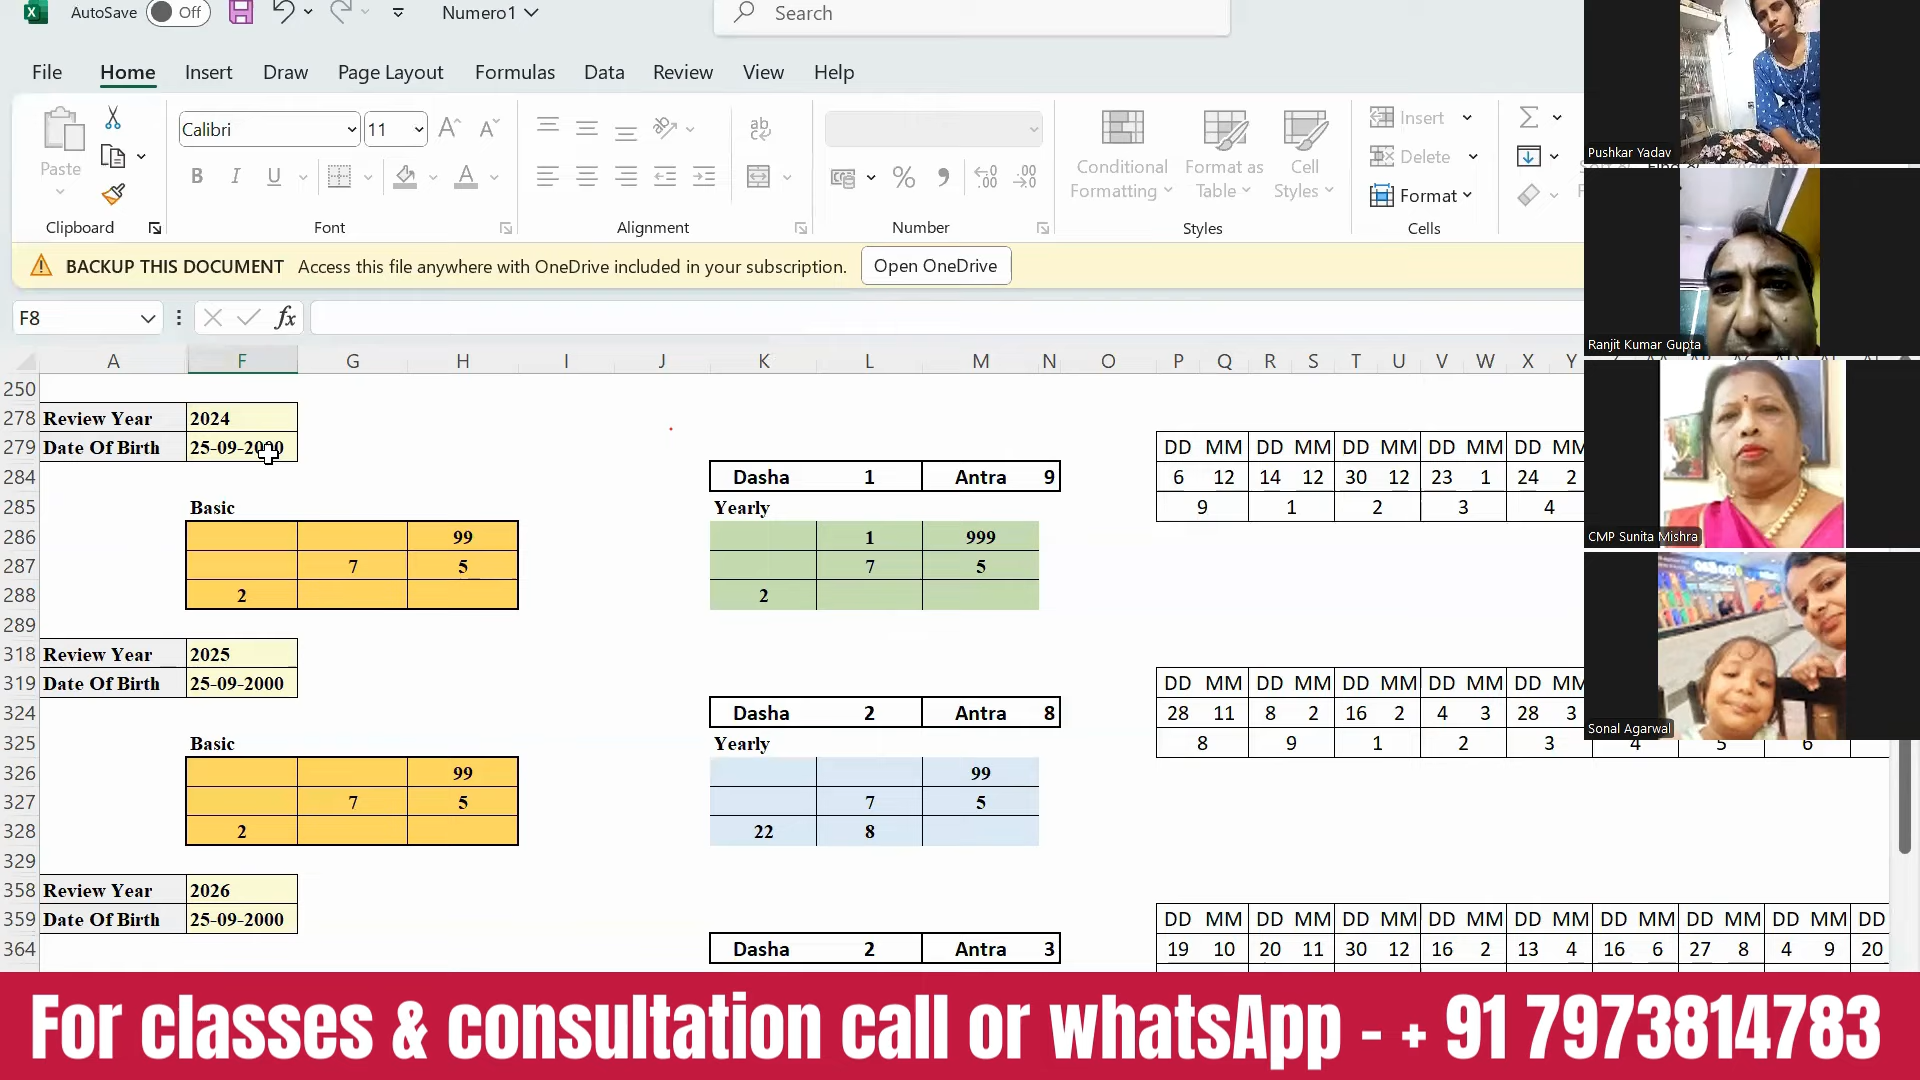 AutoSave Off Numero1 Search
File Home Insert Draw Page Layout Formulas Data Review View Help
Paste Calibri 11 B I U A ab Conditional Formatting Format as Table Cell Styles Insert Delete Format
Clipboard Font Alignment Number Styles Cells
BACKUP THIS DOCUMENT Access this file anywhere with OneDrive included in your subscription. Open OneDrive
F8 fx
A F G H I J K L M N O P Q R S T U V W X Y
250
278 Review Year 2024
279 Date Of Birth 25-09-2000 DD MM DD MM DD MM DD MM DD MM
284 Dasha 1 Antra 9 6 12 14 12 30 12 23 1 24 2
285 Basic Yearly 9 1 2 3 4
286 99 1 999
287 7 5 7 5
288 2 2
289
318 Review Year 2025
319 Date Of Birth 25-09-2000 DD MM DD MM DD MM DD MM DD MM
324 Dasha 2 Antra 8 28 11 8 2 16 2 4 3 28 3
325 Basic Yearly 8 9 1 2 3 4 5 6
326 99 99
327 7 5 7 5
328 2 22 8
329
358 Review Year 2026
359 Date Of Birth 25-09-2000 DD MM DD MM DD MM DD MM DD MM DD MM DD MM DD MM DD
364 Dasha 2 Antra 3 19 10 20 11 30 12 16 2 13 4 16 6 27 8 4 9 20
Pushkar Yadav
Ranjit Kumar Gupta
CMP Sunita Mishra
Sonal Agarwal
For classes & consultation call or whatsApp - + 91 7973814783